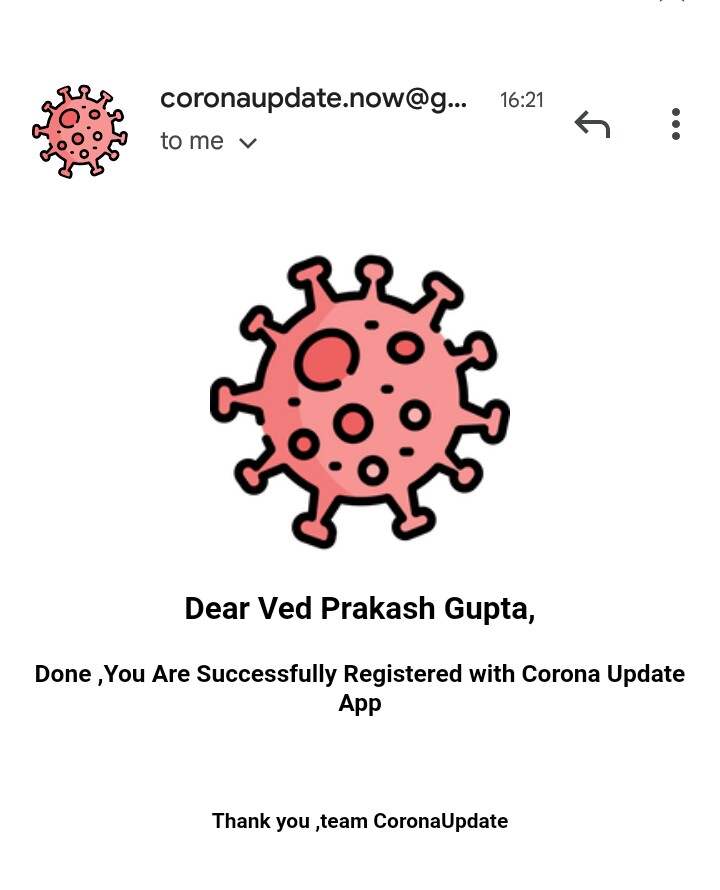 coronaupdate.now@g...
16:21
to me
Dear Ved Prakash Gupta,
Done ,You Are Successfully Registered with Corona Update
App
Thank you ,team CoronaUpdate